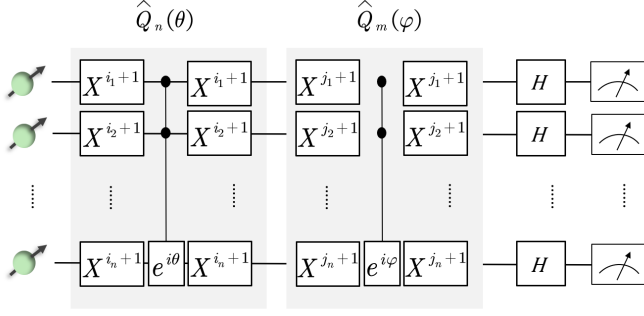 Q̂ₙ(θ) Q̂ₘ(φ)
X^{i₁+1} X^{i₁+1} X^{j₁+1} X^{j₁+1} H
X^{i₂+1} X^{i₂+1} X^{j₂+1} X^{j₂+1} H
X^{iₙ+1} e^{iθ} X^{iₙ+1} X^{jₙ+1} e^{iφ} X^{jₙ+1} H